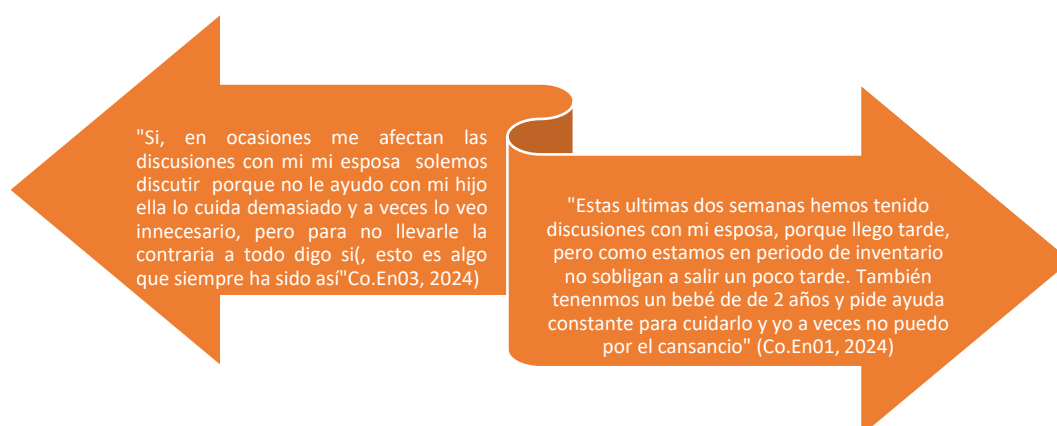 "Si, en ocasiones me afectan las
discusiones con mi mi esposa solemos
discutir porque no le ayudo con mi hijo
ella lo cuida demasiado y a veces lo veo
innecesario, pero para no llevarle la
contraria a todo digo si(, esto es algo
que siempre ha sido así"Co.En03, 2024)
"Estas ultimas dos semanas hemos tenido
discusiones con mi esposa, porque llego tarde,
pero como estamos en periodo de inventario
no sobligan a salir un poco tarde. También
tenenmos un bebé de de 2 años y pide ayuda
constante para cuidarlo y yo a veces no puedo
por el cansancio" (Co.En01, 2024)